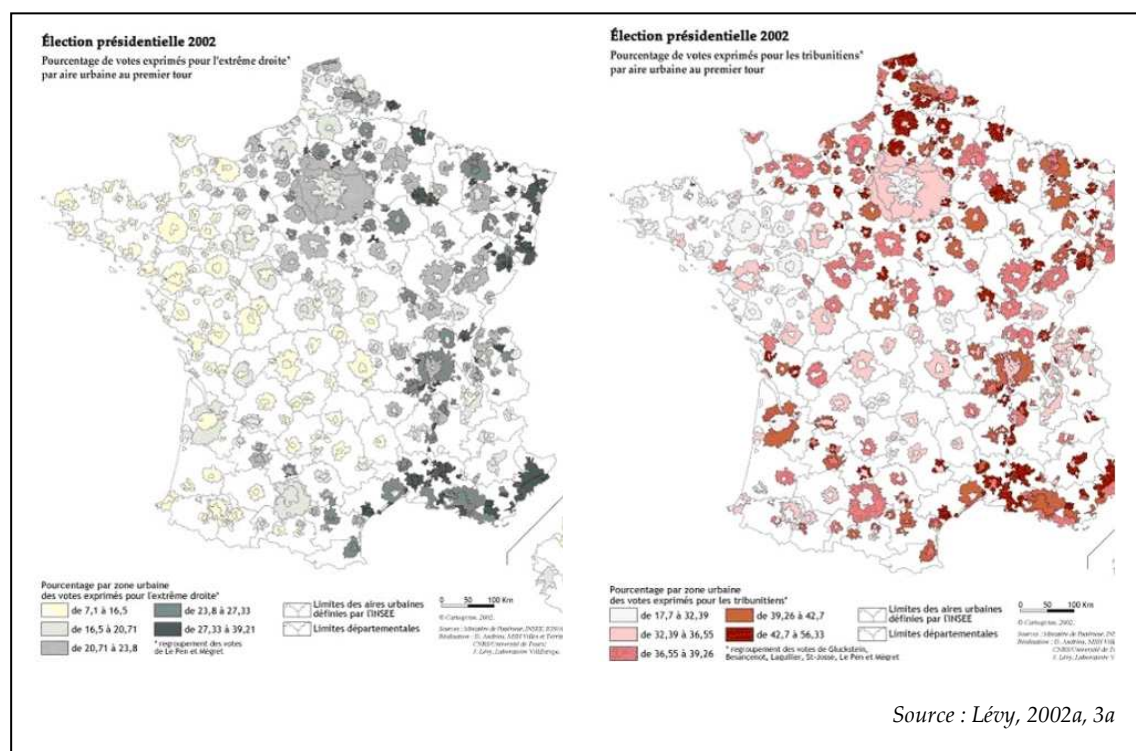 Élection présidentielle 2002
Pourcentage de votes exprimés pour l'extrême droite*
par aire urbaine au premier tour
Pourcentage par zone urbaine
des votes exprimés pour l'extrême droite*
de 7,1 à 16,5
de 16,5 à 20,71
de 20,71 à 23,8
de 23,8 à 27,33
de 27,33 à 39,21
* regroupement des votes
de Le Pen et Mégret
Limites des aires urbaines
définies par l'INSEE
Limites départementales
0 50 100 Km
© Cartogram, 2002.
Élection présidentielle 2002
Pourcentage de votes exprimés pour les tribunitiens*
par aire urbaine au premier tour
Pourcentage par zone urbaine
des votes exprimés pour les tribunitiens*
de 17,7 à 32,39
de 32,39 à 36,55
de 36,55 à 39,26
de 39,26 à 42,7
de 42,7 à 56,33
* regroupement des votes de Gluckstein,
Besancenot, Laguiller, St-Josse, Le Pen et Mégret
Limites des aires urbaines
définies par l'INSEE
Limites départementales
0 50 100 Km
© Cartogram, 2002.
Source : Lévy, 2002a, 3a